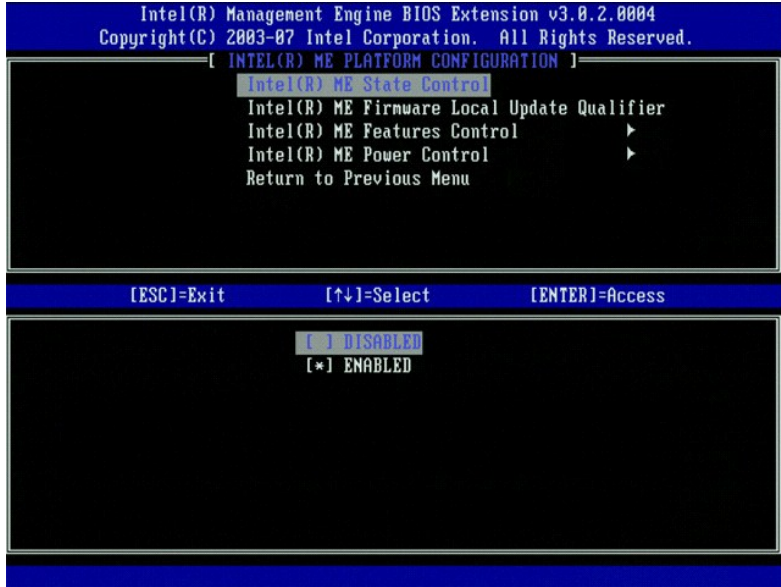 Intel(R) Management Engine BIOS Extension v3.0.2.0004
Copyright(C) 2003-07 Intel Corporation. All Rights Reserved.
[ INTEL(R) ME PLATFORM CONFIGURATION ]
Intel(R) ME State Control
Intel(R) ME Firmware Local Update Qualifier
Intel(R) ME Features Control ►
Intel(R) ME Power Control ►
Return to Previous Menu
[ESC]=Exit [↑↓]=Select [ENTER]=Access
[ ] DISABLED
[*] ENABLED